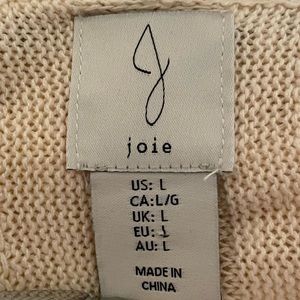 J
joie
US: L
CA:L/G
UK: L
EU: L
AU: L
MADE IN
CHINA